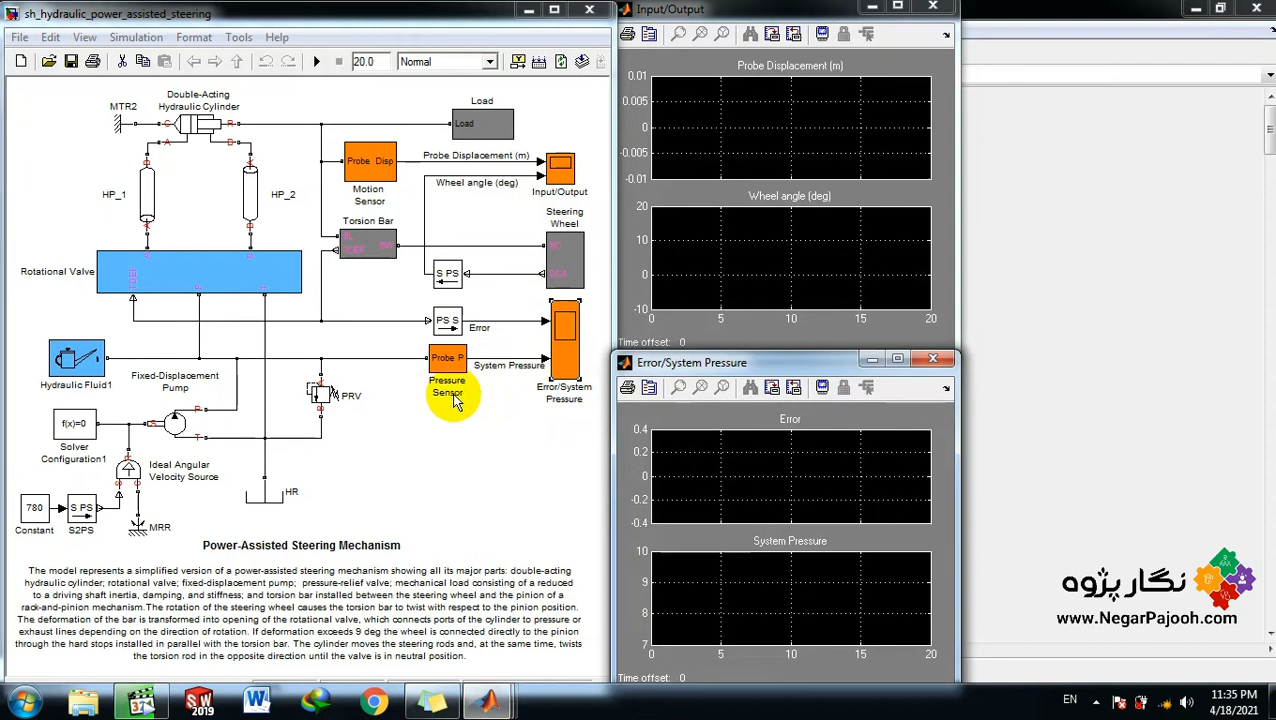 sh_hydraulic_power_assisted_steering
File Edit View Simulation Format Tools Help
20.0
Normal
Double-Acting
Hydraulic Cylinder
MTR2
C
R
A
B
HP_1
HP_2
Load
Load
Probe Disp
Motion
Sensor
Probe Displacement (m)
Wheel angle (deg)
Input/Output
Torsion Bar
SW
Steering
Wheel
S PS
PS S
Error
Rotational Valve
Probe P
System Pressure
Pressure
Sensor
Error/System
Pressure
Hydraulic Fluid1
Fixed-Displacement
Pump
PRV
f(x)=0
Solver
Configuration1
P
S
T
Ideal Angular
Velocity Source
HR
780
Constant
S PS
S2PS
MRR
Power-Assisted Steering Mechanism
The model represents a simplified version of power-assisted steering mechanism showing all its major parts: double-acting
hydraulic cylinder; rotational valve; fixed-displacement pump; pressure-relief valve; mechanical load consisting of a reduced
to a driving shaft inertia, damping, and stiffness; and torsion bar installed between the steering wheel and the pinion of a
rack-and-pinion mechanism.The rotation of the steering wheel causes the torsion bar to twist with respect to the pinion position.
The deformation of the bar is transformed into opening of the rotational valve, which connects ports of the cylinder to pressure or
exhaust lines depending on the direction of rotation. If deformation exceeds 9 deg the wheel is connected directly to the pinion
through the hard stops installed in parallel with the torsion bar. The cylinder moves the steering rods and, at the same time, twists
the torsion rod in the opposite direction until the valve is in neutral position.
Input/Output
Probe Displacement (m)
0.01
0.005
0
-0.005
-0.01
Wheel angle (deg)
20
10
0
-10
0 5 10 15 20
Time offset: 0
Error/System Pressure
Error
0.4
0.2
0
-0.2
-0.4
System Pressure
10
9
8
7
0 5 10 15 20
Time offset: 0
نگار پژوه
www.NegarPajooh.com
SW
2019
EN
11:35 PM
4/18/2021